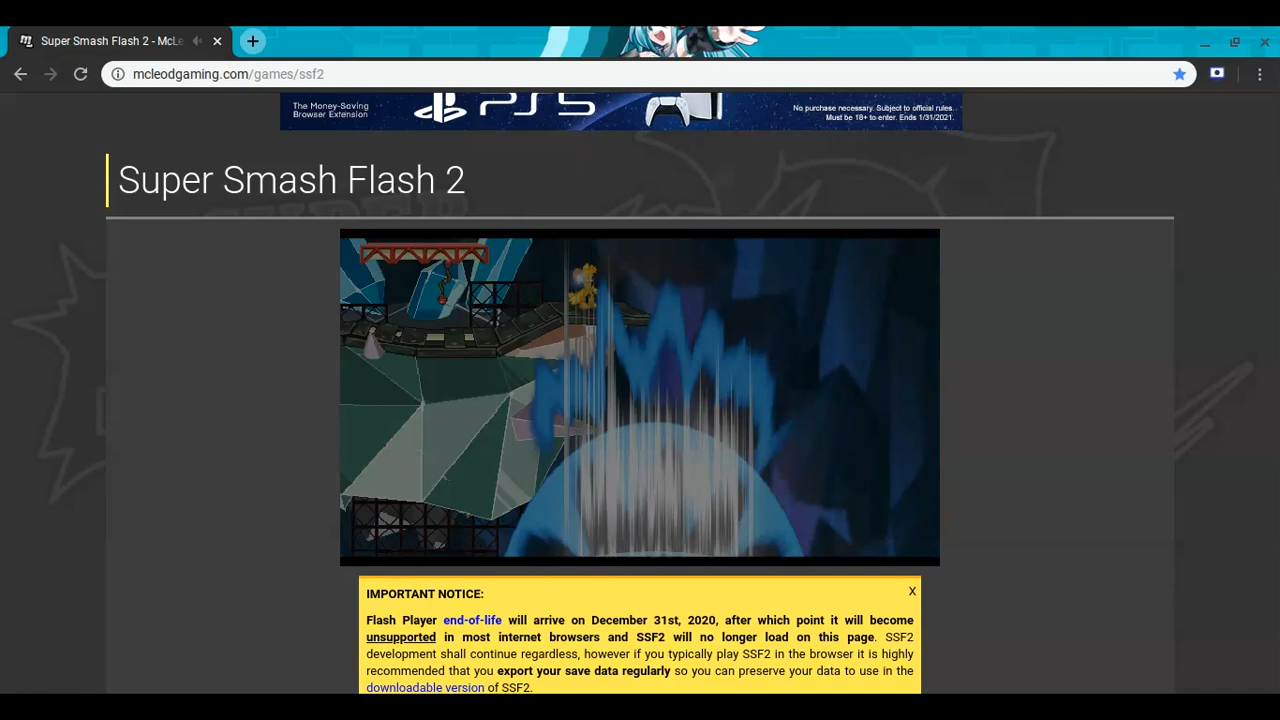 Super Smash Flash 2 - McLe
mcleodgaming.com/games/ssf2
The Money-Saving
Browser Extension
PS5
No purchase necessary. Subject to official rules.
Must be 18+ to enter. Ends 1/31/2021.
Super Smash Flash 2
IMPORTANT NOTICE:
X
Flash Player end-of-life will arrive on December 31st, 2020, after which point it will become
unsupported in most internet browsers and SSF2 will no longer load on this page. SSF2
development shall continue regardless, however if you typically play SSF2 in the browser it is highly
recommended that you export your save data regularly so you can preserve your data to use in the
downloadable version of SSF2.